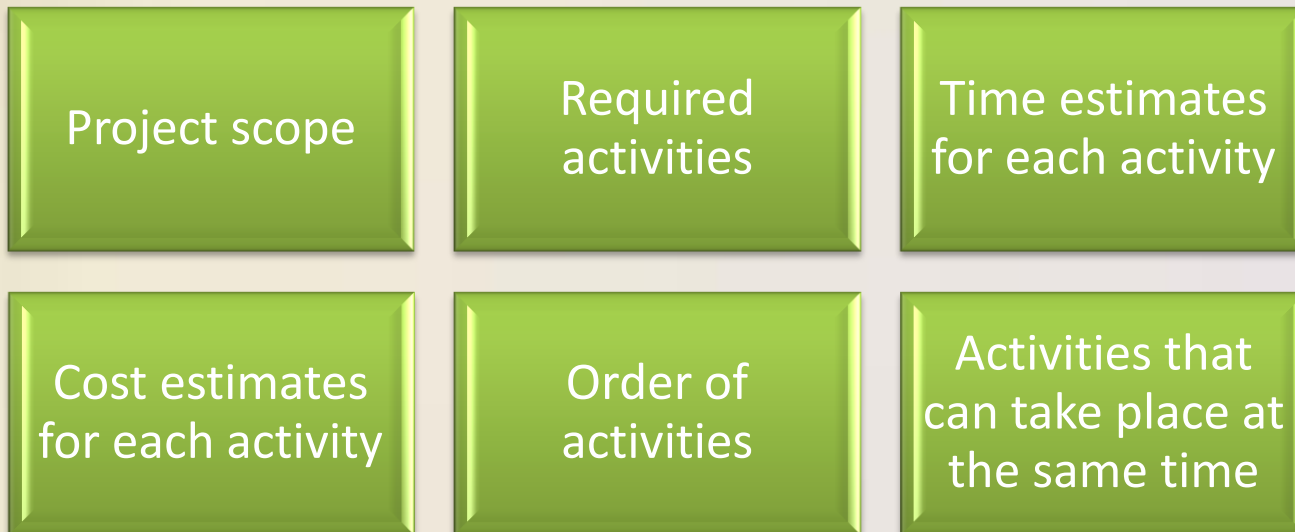 Project scope
Required
activities
Time estimates
for each activity
Cost estimates
for each activity
Order of
activities
Activities that
can take place at
the same time